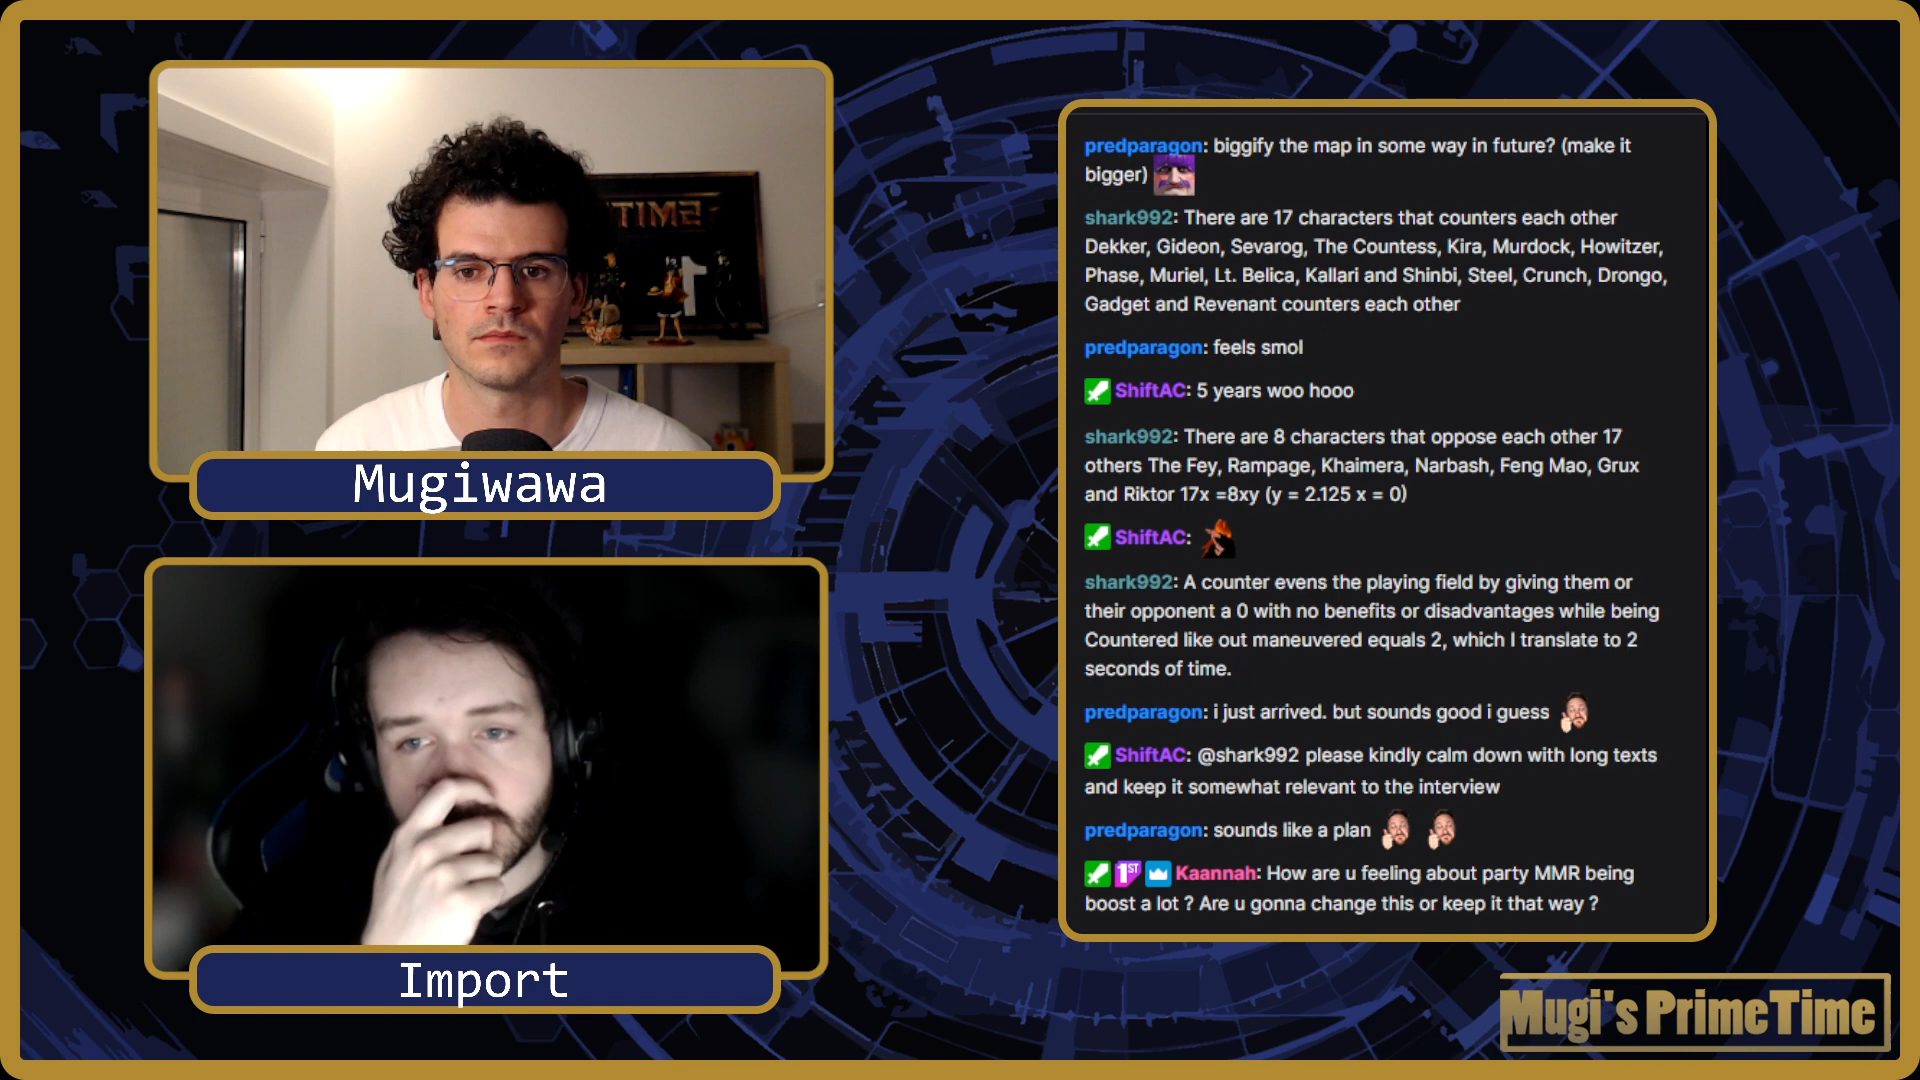 TIME
Mugiwawa
Import
predparagon: biggify the map in some way in future? (make it
bigger)
shark992: There are 17 characters that counters each other
Dekker, Gideon, Sevarog, The Countess, Kira, Murdock, Howitzer,
Phase, Muriel, Lt. Belica, Kallari and Shinbi, Steel, Crunch, Drongo,
Gadget and Revenant counters each other
predparagon: feels smol
ShiftAC: 5 years woo hooo
shark992: There are 8 characters that oppose each other 17
others The Fey, Rampage, Khaimera, Narbash, Feng Mao, Grux
and Riktor 17x =8xy (y = 2.125 x = 0)
ShiftAC:
shark992: A counter evens the playing field by giving them or
their opponent a 0 with no benefits or disadvantages while being
Countered like out maneuvered equals 2, which I translate to 2
seconds of time.
predparagon: i just arrived. but sounds good i guess
ShiftAC: @shark992 please kindly calm down with long texts
and keep it somewhat relevant to the interview
predparagon: sounds like a plan
1ST Kaannah: How are u feeling about party MMR being
boost a lot ? Are u gonna change this or keep it that way ?
Mugi's PrimeTime